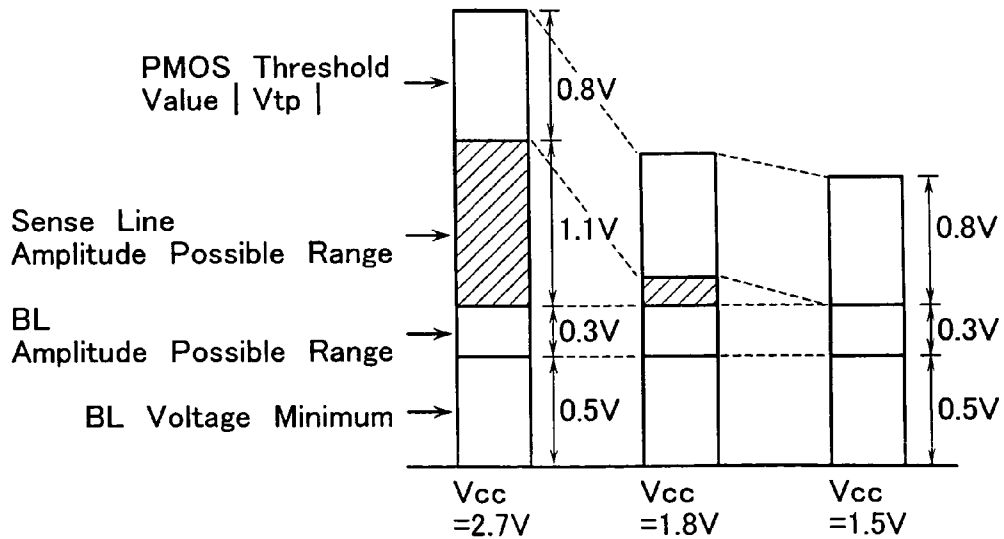 PMOS Threshold
Value | Vtp |
0.8V
Sense Line
Amplitude Possible Range
1.1V
0.8V
BL
Amplitude Possible Range
0.3V
0.3V
BL Voltage Minimum
0.5V
0.5V
Vcc
=2.7V
Vcc
=1.8V
Vcc
=1.5V